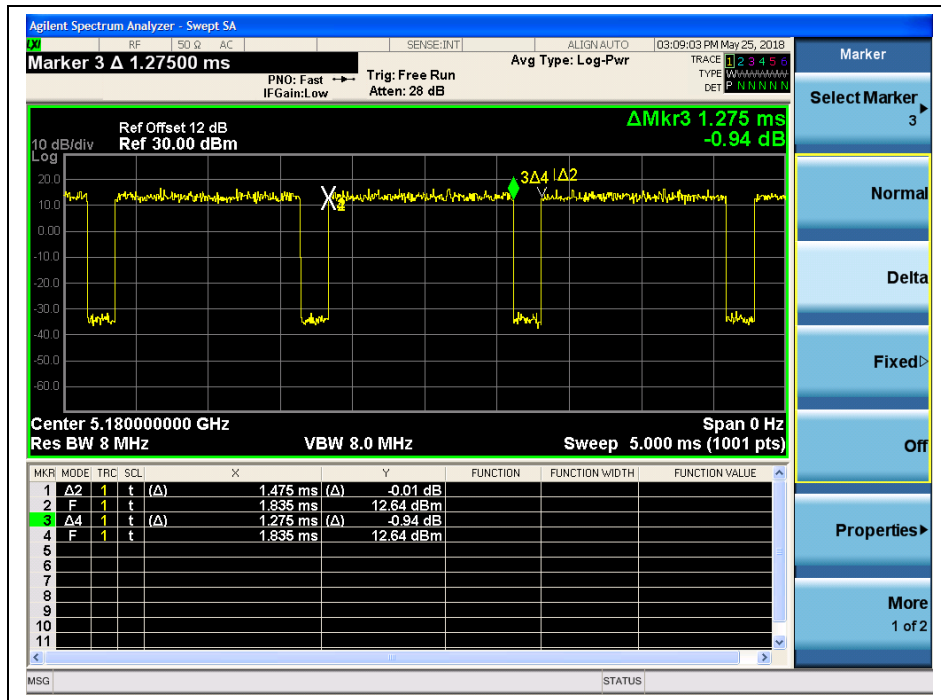 Agilent Spectrum Analyzer - Swept SA
LXI RF 50 Ω AC SENSE:INT ALIGN AUTO 03:09:03 PM May 25, 2018
Marker 3 Δ 1.27500 ms
PNO: Fast
IFGain:Low
Trig: Free Run
Atten: 28 dB
Avg Type: Log-Pwr
TRACE 1 2 3 4 5 6
TYPE WWWWWW
DET P N N N N N
Ref Offset 12 dB
Ref 30.00 dBm
ΔMkr3 1.275 ms
-0.94 dB
10 dB/div
Log
20.0
10.0
0.00
-10.0
-20.0
-30.0
-40.0
-50.0
-60.0
3Δ4 1Δ2
Center 5.180000000 GHz
Span 0 Hz
Res BW 8 MHz
VBW 8.0 MHz
Sweep 5.000 ms (1001 pts)
MKR MODE TRC SCL X Y FUNCTION FUNCTION WIDTH FUNCTION VALUE
1 Δ2 1 t (Δ) 1.475 ms (Δ) -0.01 dB
2 F 1 t 1.835 ms 12.64 dBm
3 Δ4 1 t (Δ) 1.275 ms (Δ) -0.94 dB
4 F 1 t 1.835 ms 12.64 dBm
5
6
7
8
9
10
11
MSG
STATUS
Marker
Select Marker
3
Normal
Delta
Fixed
Off
Properties
More
1 of 2